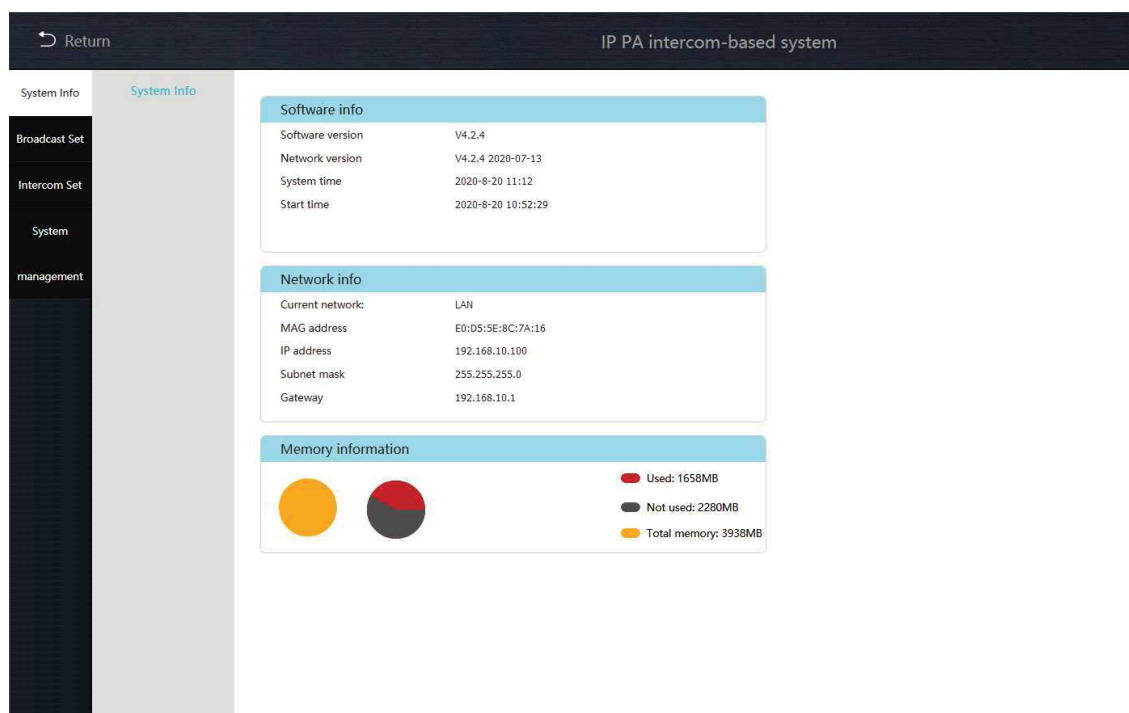 Return
IP PA intercom-based system
System Info
Broadcast Set
Intercom Set
System
management
System Info
Software info
Software version V4.2.4
Network version V4.2.4 2020-07-13
System time 2020-8-20 11:12
Start time 2020-8-20 10:52:29
Network info
Current network: LAN
MAG address E0:D5:5E:8C:7A:16
IP address 192.168.10.100
Subnet mask 255.255.255.0
Gateway 192.168.10.1
Memory information
Used: 1658MB
Not used: 2280MB
Total memory: 3938MB